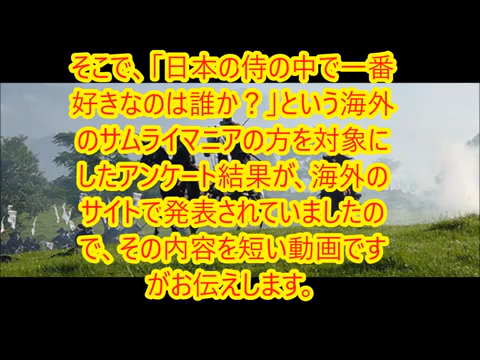 そこで、「日本の侍の中で一番
好きなのは誰か？」という海外
のサムライマニアの方を対象に
したアンケート結果が、海外の
サイトで発表されていましたの
で、その内容を短い動画です
がお伝えします。